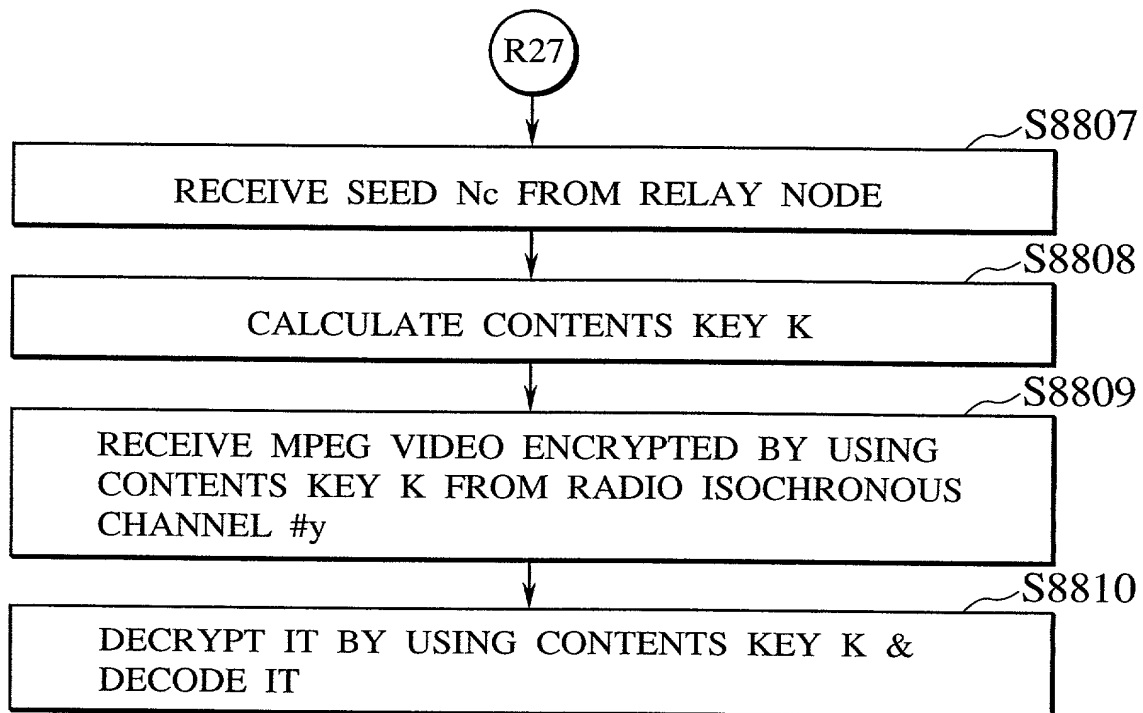 R27
S8807
RECEIVE SEED Nc FROM RELAY NODE
S8808
CALCULATE CONTENTS KEY K
S8809
RECEIVE MPEG VIDEO ENCRYPTED BY USING
CONTENTS KEY K FROM RADIO ISOCHRONOUS
CHANNEL #y
S8810
DECRYPT IT BY USING CONTENTS KEY K &
DECODE IT